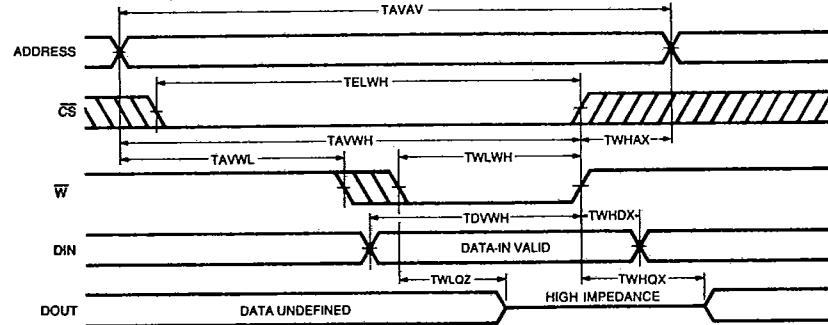 TAVAV
ADDRESS
TELWH
CS
TAVWH
TWHAX
TAVWL
TWLWH
W
TDVWH
TWHDX
DIN
DATA-IN VALID
TWLQZ
TWHQX
DOUT
DATA UNDEFINED
HIGH IMPEDANCE